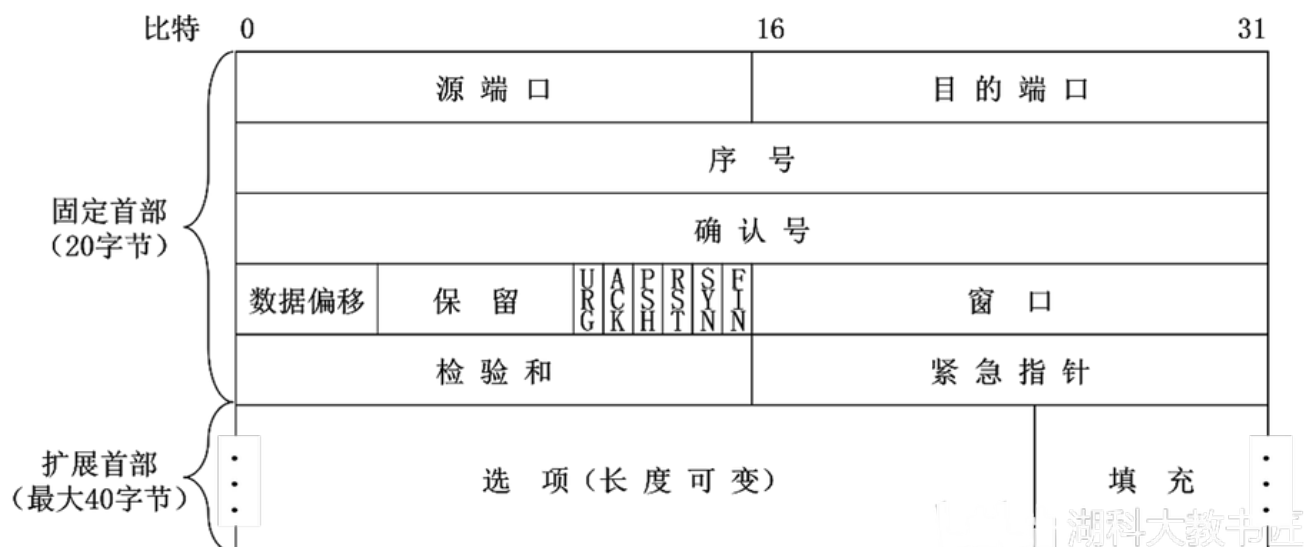 比特 0 16 31
源端口 目的端口
序号
固定首部
(20字节)
确认号
数据偏移 保留 URG ACK PSH RST SYN FIN 窗口
检验和 紧急指针
扩展首部
(最大40字节)
选项(长度可变) 填充
湖科大教书匠